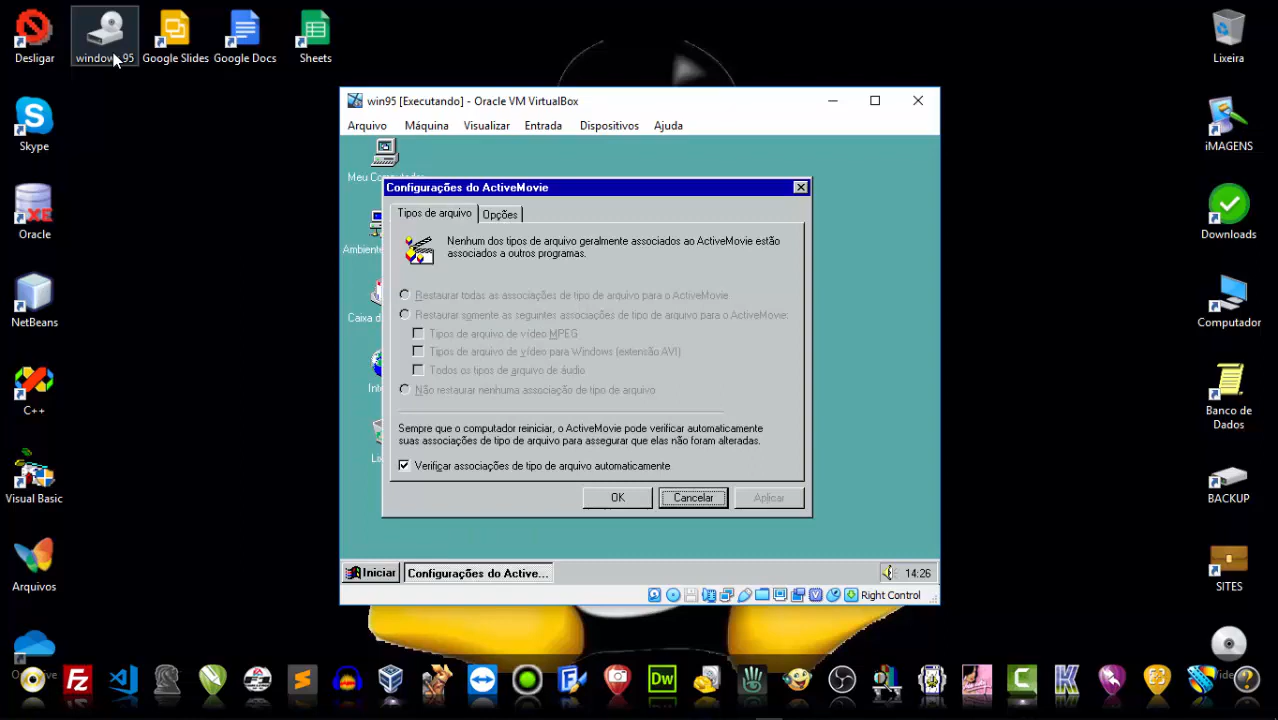 Desligar
windows95
Google Slides
Google Docs
Sheets
Lixeira
Skype
iMAGENS
Oracle
Downloads
NetBeans
Computador
C++
Banco de
Dados
Visual Basic
BACKUP
Arquivos
SITES
win95 [Executando] - Oracle VM VirtualBox
Arquivo Máquina Visualizar Entrada Dispositivos Ajuda
Configurações do ActiveMovie
Tipos de arquivo Opções
Nenhum dos tipos de arquivo geralmente associados ao ActiveMovie estão
associados a outros programas.
Restaurar todas as associações de tipo de arquivo para o ActiveMovie
Restaurar somente as seguintes associações de tipo de arquivo para o ActiveMovie:
Tipos de arquivo de vídeo MPEG
Tipos de arquivo de vídeo para Windows (extensão AVI)
Todos os tipos de arquivo de áudio
Não restaurar nenhuma associação de tipo de arquivo
Sempre que o computador reiniciar, o ActiveMovie pode verificar automaticamente
suas associações de tipo de arquivo para assegurar que elas não foram alteradas.
Verificar associações de tipo de arquivo automaticamente
OK Cancelar Aplicar
Meu
Ambiente
Caixa d
Inte
Iniciar Configurações do Active... 14:26
Right Control
XE
Fz
Dw